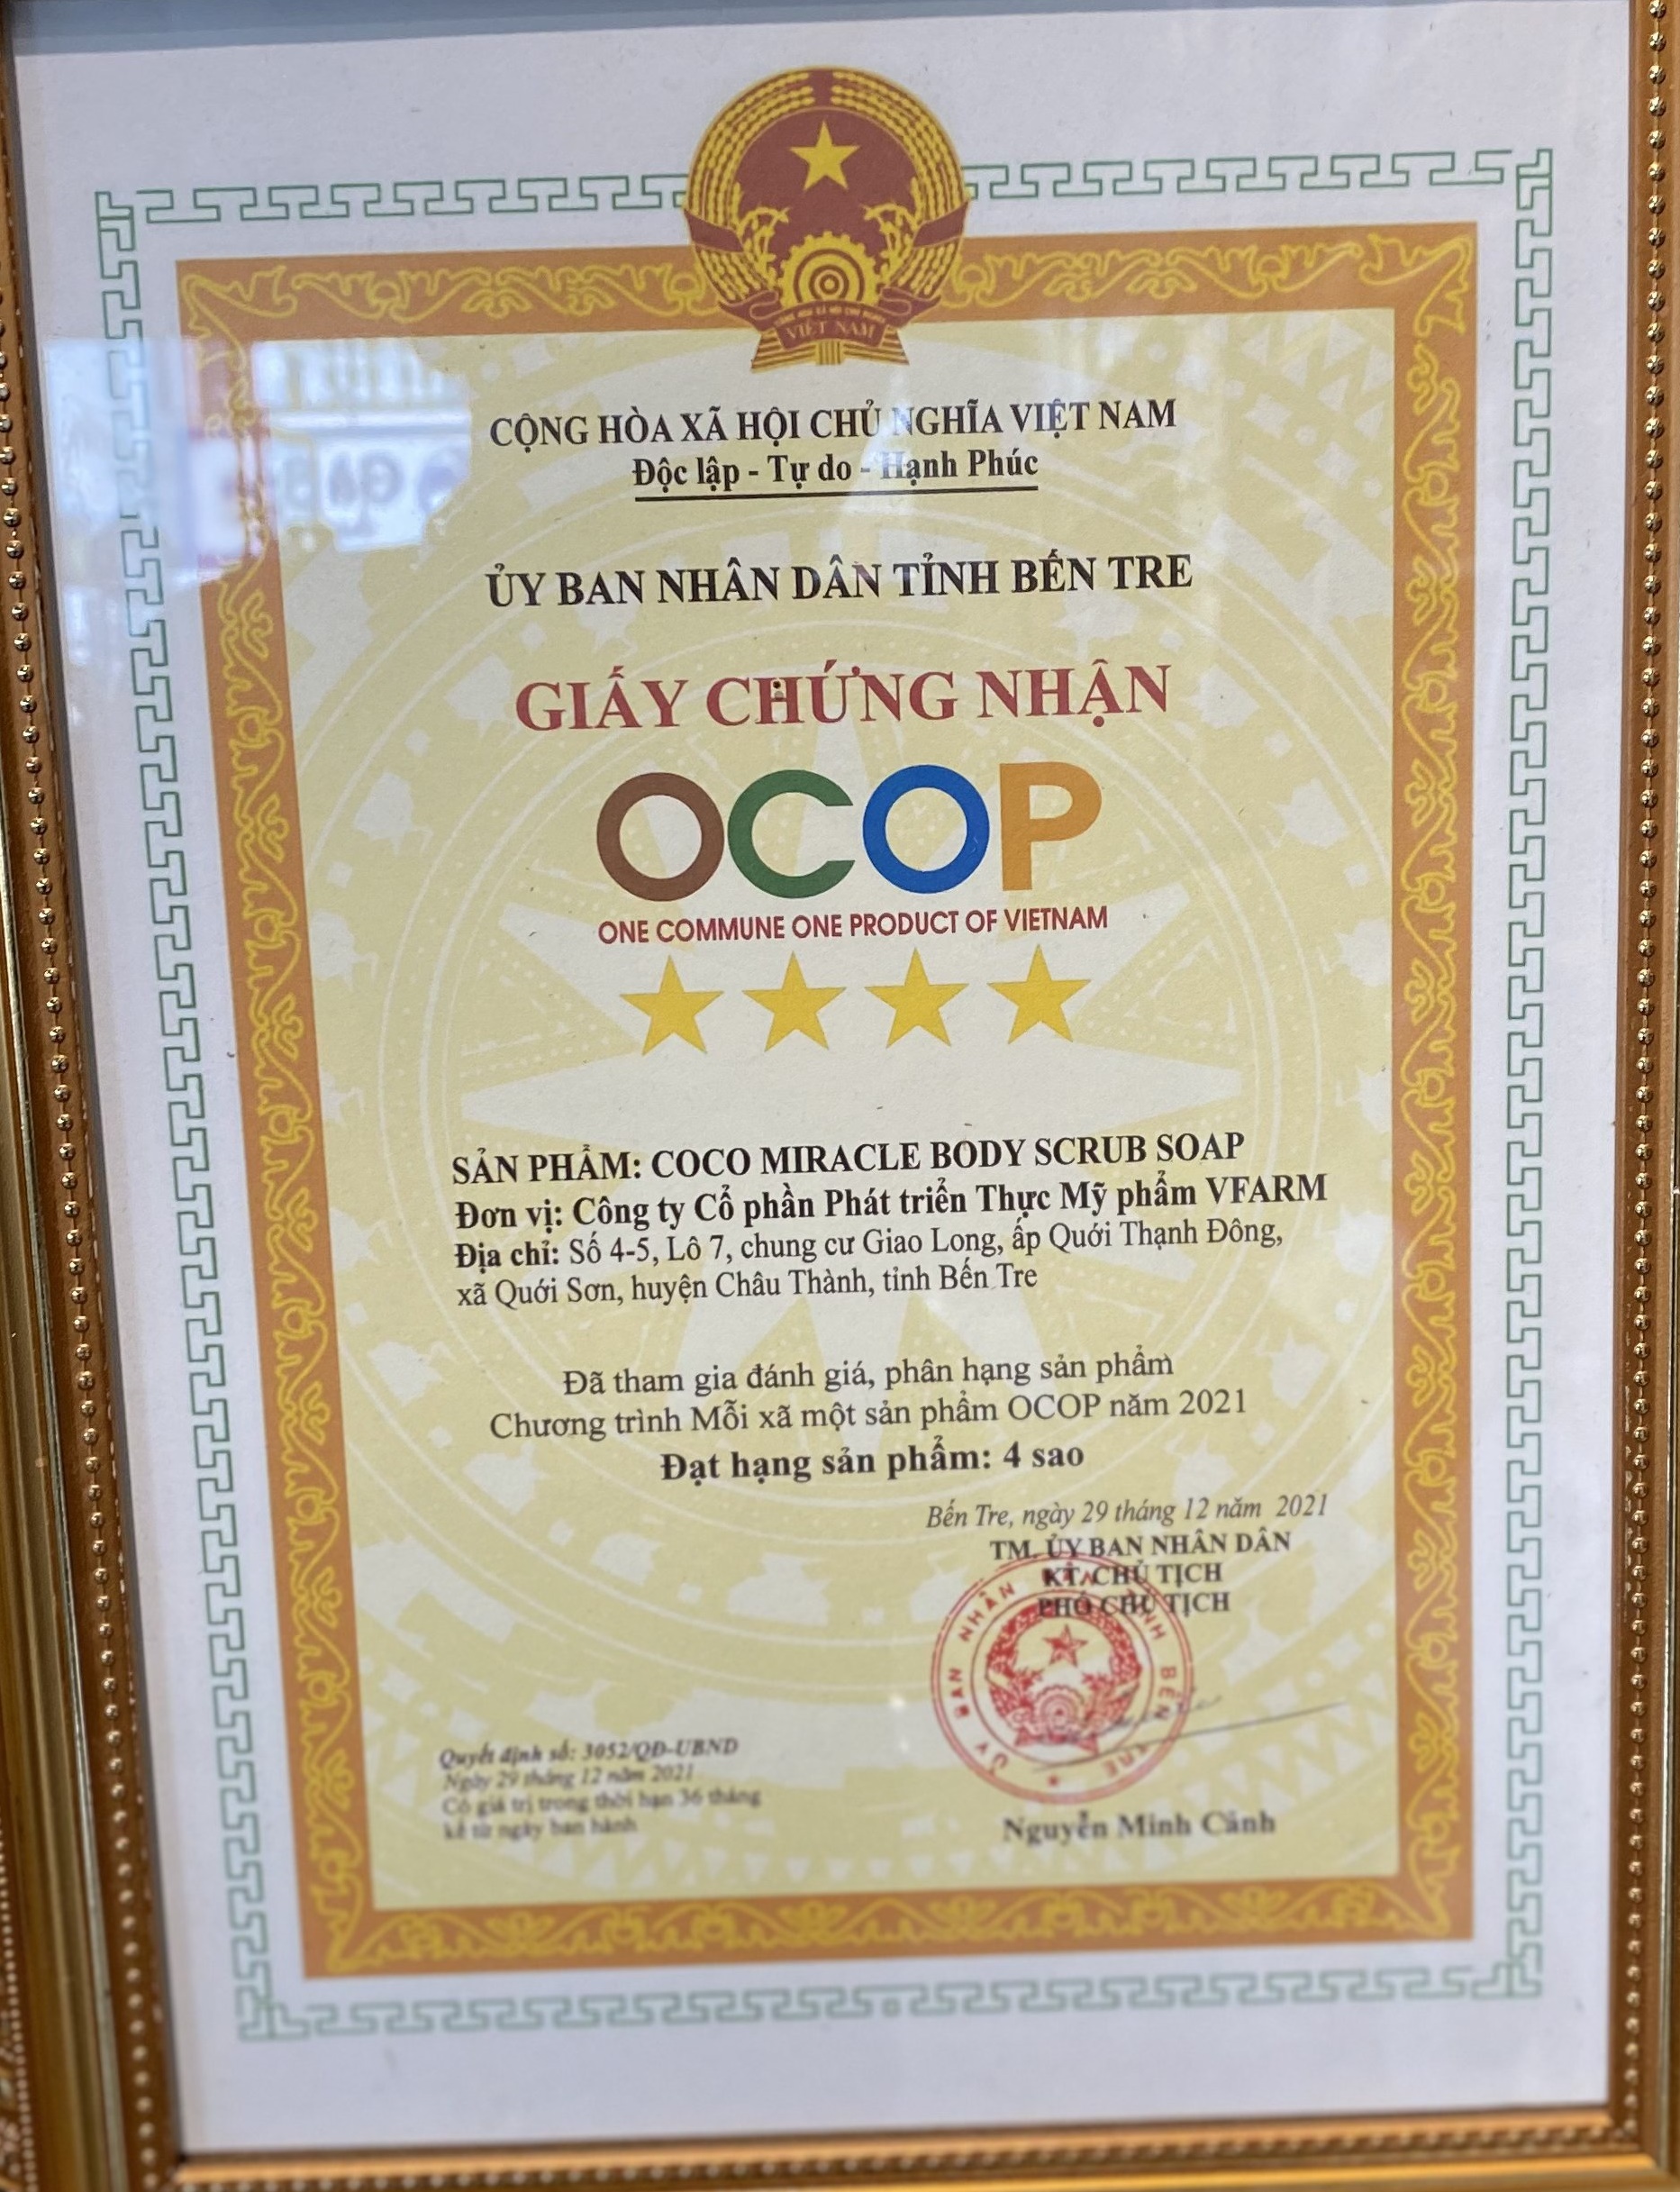 VIỆT NAM
CỘNG HÒA XÃ HỘI CHỦ NGHĨA VIỆT NAM
Độc lập - Tự do - Hạnh Phúc
ỦY BAN NHÂN DÂN TỈNH BẾN TRE
GIẤY CHỨNG NHẬN
OCOP
ONE COMMUNE ONE PRODUCT OF VIETNAM
SẢN PHẨM: COCO MIRACLE BODY SCRUB SOAP
Đơn vị: Công ty Cổ phần Phát triển Thực Mỹ phẩm VFARM
Địa chỉ: Số 4-5, Lô 7, chung cư Giao Long, ấp Quới Thạnh Đông,
xã Quới Sơn, huyện Châu Thành, tỉnh Bến Tre
Đã tham gia đánh giá, phân hạng sản phẩm
Chương trình Mỗi xã một sản phẩm OCOP năm 2021
Đạt hạng sản phẩm: 4 sao
Bến Tre, ngày 29 tháng 12 năm 2021
TM. ỦY BAN NHÂN DÂN
KT. CHỦ TỊCH
PHÓ CHỦ TỊCH
Quyết định số: 3052/QĐ-UBND
Ngày 29 tháng 12 năm 2021
Có giá trị trong thời hạn 36 tháng
kể từ ngày ban hành
Nguyễn Minh Cảnh